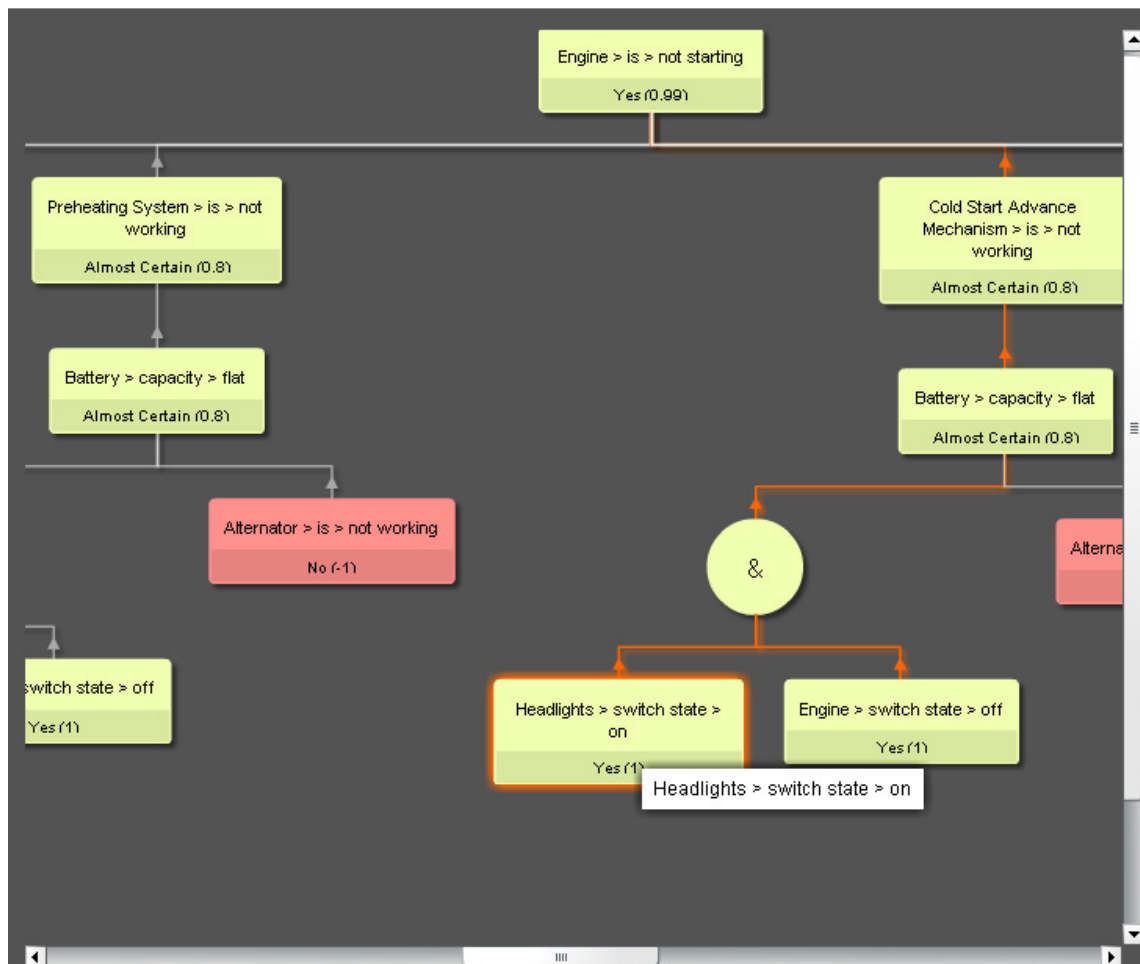 Engine > is > not starting
Yes (0.99)
Preheating System > is > not
working
Almost Certain (0.8)
Cold Start Advance
Mechanism > is > not
working
Almost Certain (0.8)
Battery > capacity > flat
Almost Certain (0.8)
Battery > capacity > flat
Almost Certain (0.8)
Alternator > is > not working
No (-1)
&
Alterna
switch state > off
Yes (1)
Headlights > switch state >
on
Yes (1)
Engine > switch state > off
Yes (1)
Headlights > switch state > on